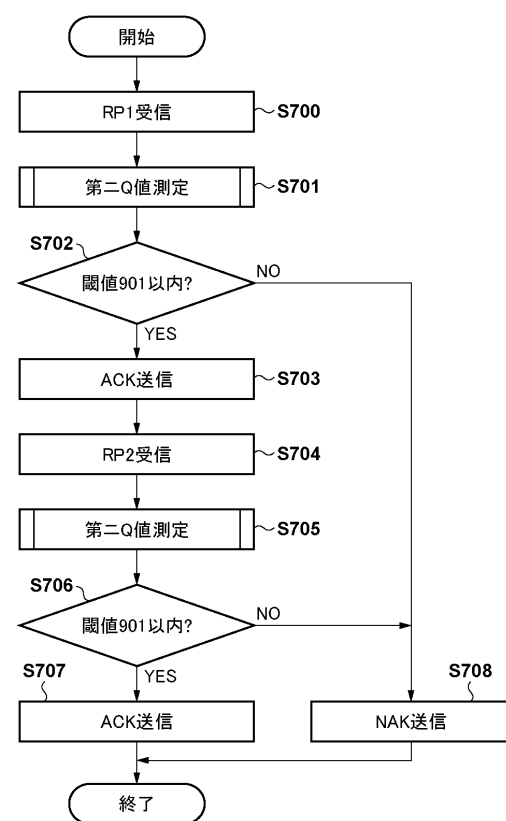 開始
RP1受信
S700
第二Q値測定
S701
S702
閾値901以内?
NO
YES
ACK送信
S703
RP2受信
S704
第二Q値測定
S705
S706
閾値901以内?
NO
YES
S707
ACK送信
S708
NAK送信
終了